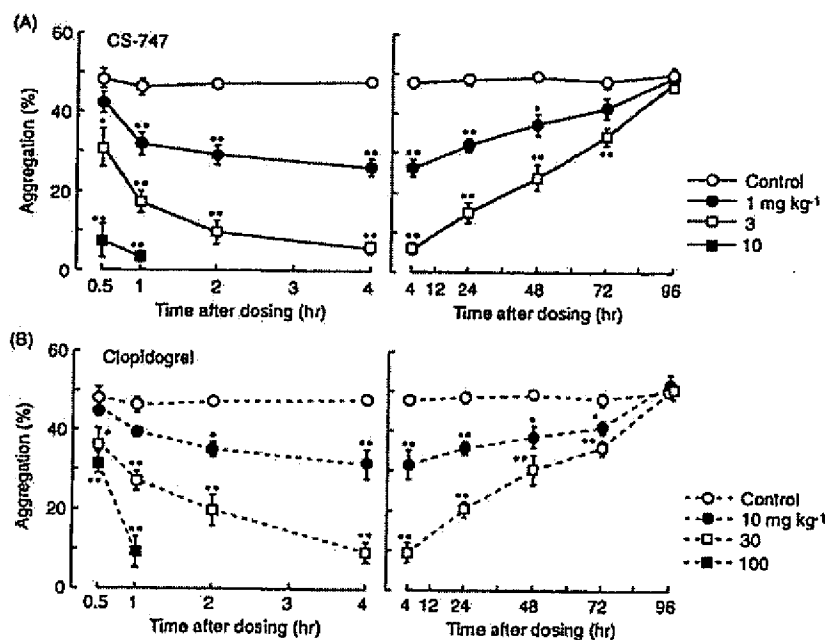 (A)
CS-747
60
40
20
0
Aggregation (%)
0.5 1 2 3 4
Time after dosing (hr)
4 12 24 48 72 96
Time after dosing (hr)
Control
1 mg kg-1
3
10
** ** ** ** * ** ** ** ** **
** ** * ** ** ** **
(B)
Clopidogrel
60
40
20
0
Aggregation (%)
0.5 1 2 3 4
Time after dosing (hr)
4 12 24 48 72 96
Time after dosing (hr)
Control
10 mg kg-1
30
100